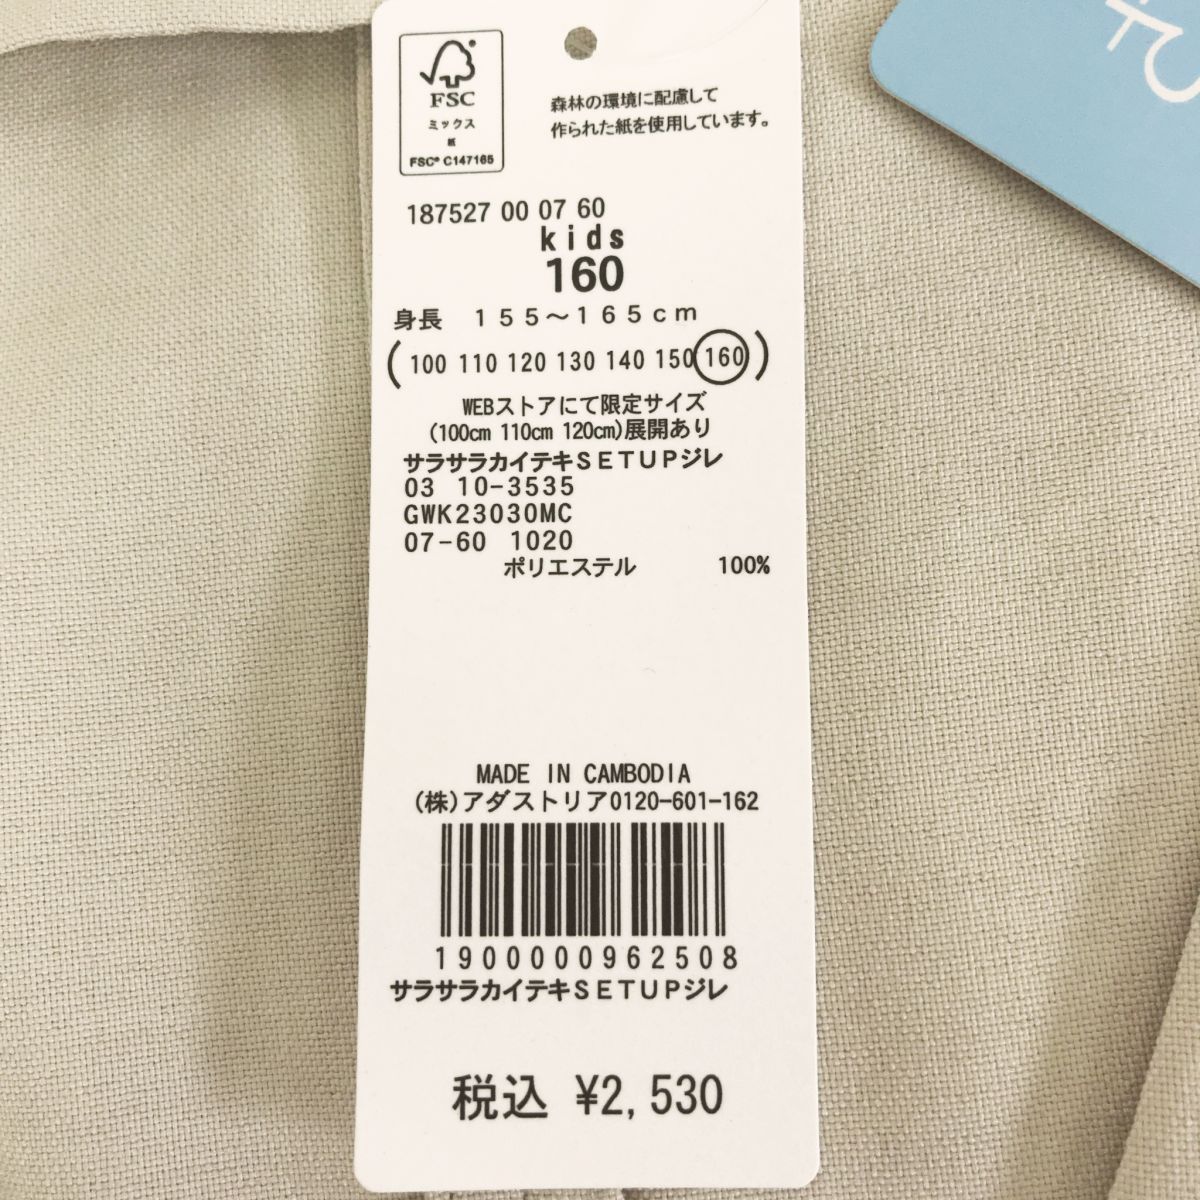 FSC
ミックス
紙
FSC® C147165
森林の環境に配慮して
作られた紙を使用しています。
187527 00 07 60
kids
160
身長 155～165cm
(100 110 120 130 140 150 160)
WEBストアにて限定サイズ
(100cm 110cm 120cm)展開あり
サラサラカイテキSETUPジレ
03 10-3535
GWK23030MC
07-60 1020
ポリエステル 100%
MADE IN CAMBODIA
(株)アダストリア0120-601-162
1900000962508
サラサラカイテキSETUPジレ
税込 ¥2,530